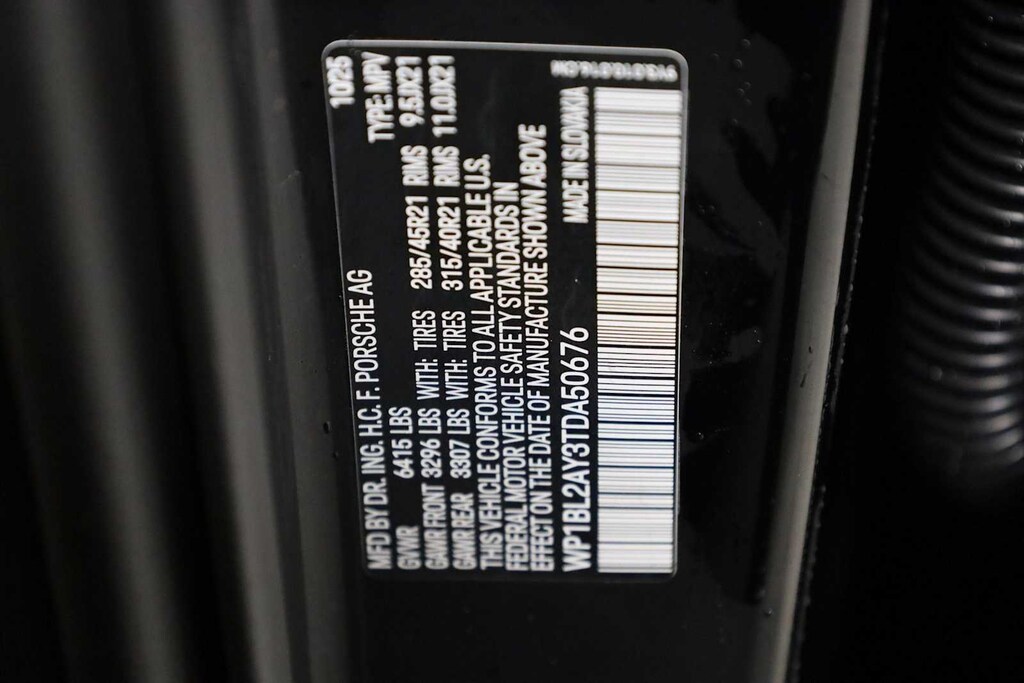 MFD BY DR. ING. H.C. F. PORSCHE AG 10/25
GVWR 6415 LBS TYPE: MPV
GAWR FRONT 3296 LBS WITH: TIRES 285/45R21 RIMS 9.5JX21
GAWR REAR 3307 LBS WITH: TIRES 315/40R21 RIMS 11.0JX21
THIS VEHICLE CONFORMS TO ALL APPLICABLE U.S.
FEDERAL MOTOR VEHICLE SAFETY STANDARDS IN
EFFECT ON THE DATE OF MANUFACTURE SHOWN ABOVE
WP1BL2AY3TDA50676 MADE IN SLOVAKIA